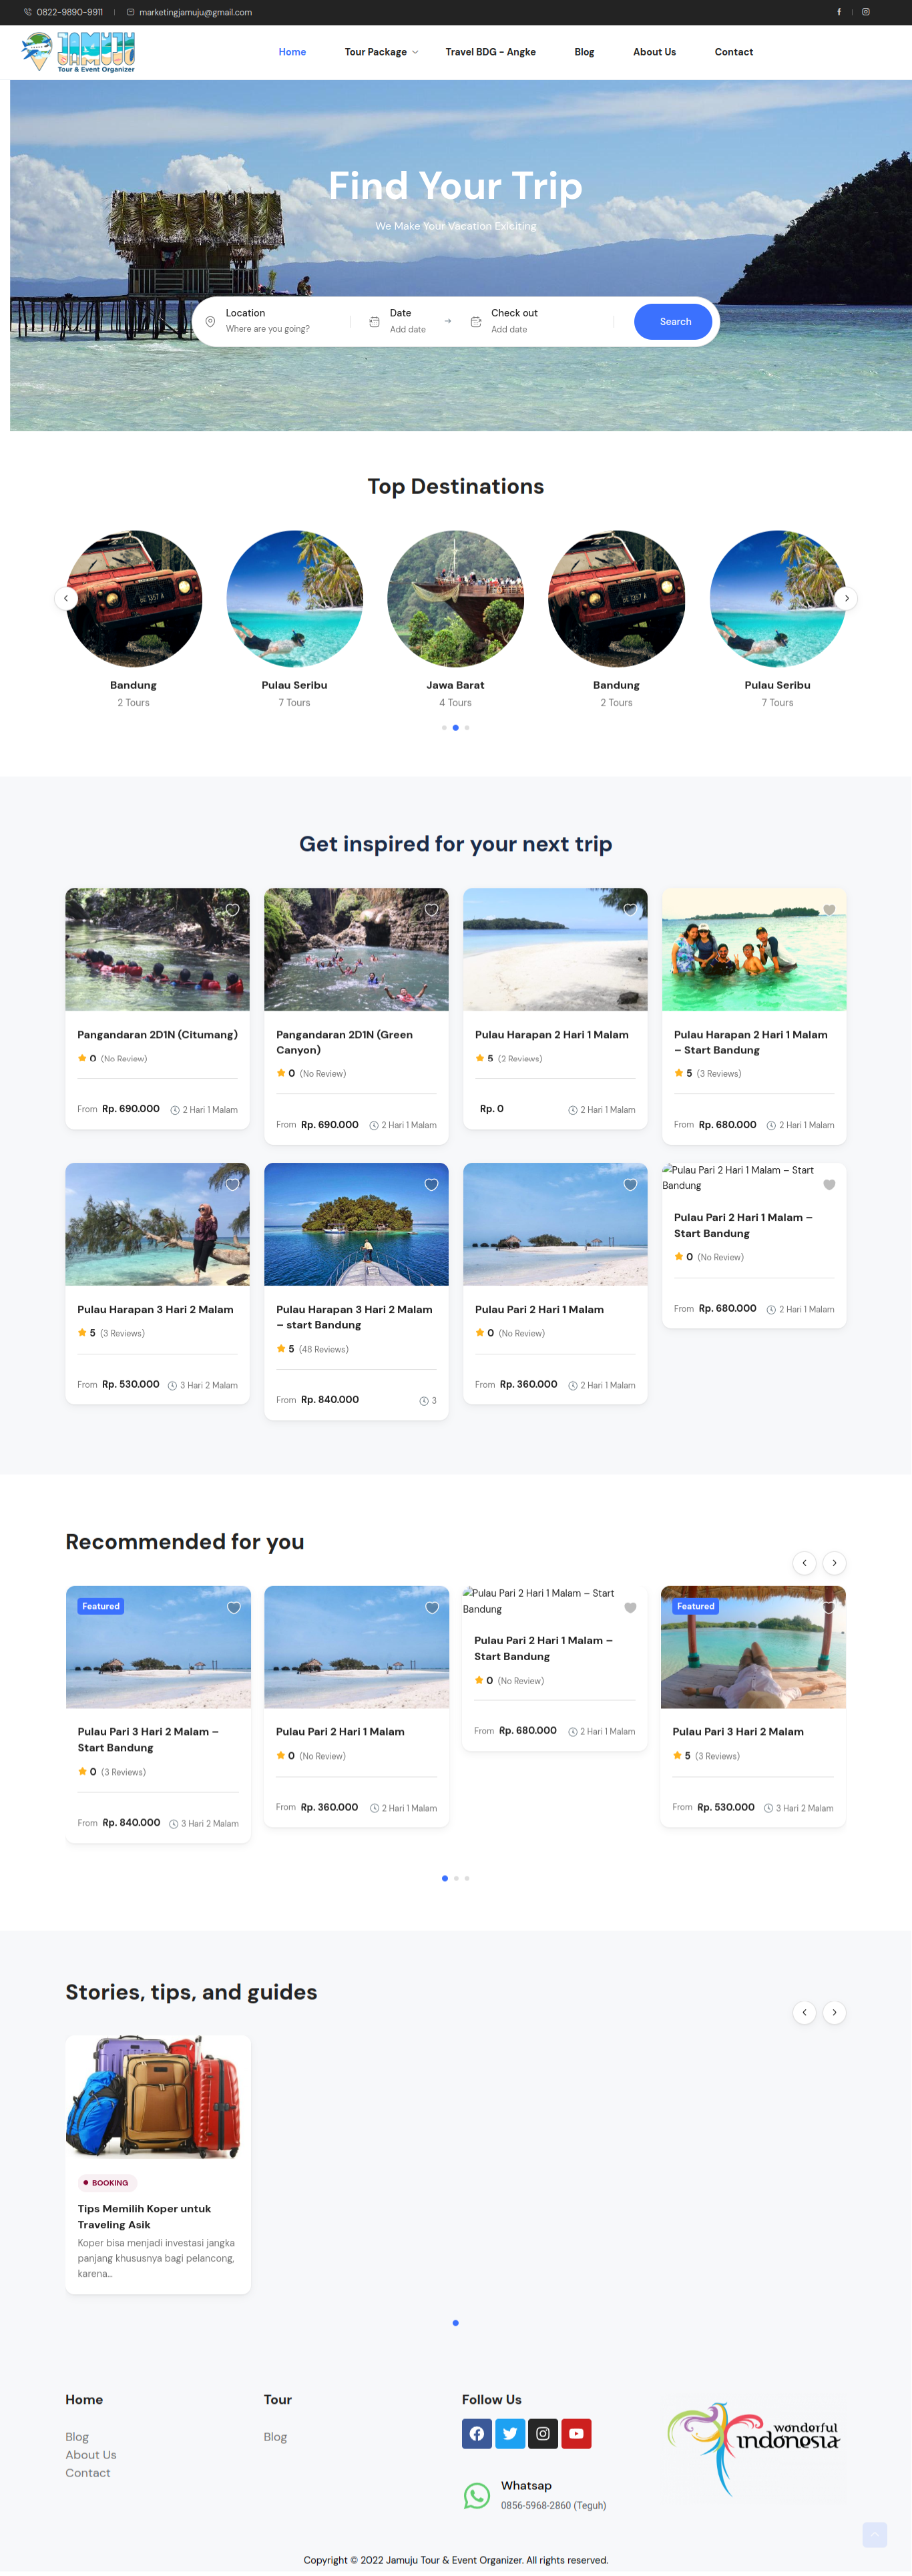 0822-9890-9911
marketingjamuju@gmail.com
JAMUJU
Tour & Event Organizer
Home
Tour Package
Travel BDG - Angke
Blog
About Us
Contact
Find Your Trip
We Make Your Vacation Exiciting
Location
Where are you going?
Date
Add date
Check out
Add date
Search
Top Destinations
Bandung
2 Tours
Pulau Seribu
7 Tours
Jawa Barat
4 Tours
Bandung
2 Tours
Pulau Seribu
7 Tours
Get inspired for your next trip
Pangandaran 2D1N (Citumang)
0 (No Review)
From Rp. 690.000 2 Hari 1 Malam
Pangandaran 2D1N (Green
Canyon)
0 (No Review)
From Rp. 690.000 2 Hari 1 Malam
Pulau Harapan 2 Hari 1 Malam
5 (2 Reviews)
Rp. 0 2 Hari 1 Malam
Pulau Harapan 2 Hari 1 Malam
– Start Bandung
5 (3 Reviews)
From Rp. 680.000 2 Hari 1 Malam
Pulau Harapan 3 Hari 2 Malam
5 (3 Reviews)
From Rp. 530.000 3 Hari 2 Malam
Pulau Harapan 3 Hari 2 Malam
– start Bandung
5 (48 Reviews)
From Rp. 840.000 3
Pulau Pari 2 Hari 1 Malam
0 (No Review)
From Rp. 360.000 2 Hari 1 Malam
Pulau Pari 2 Hari 1 Malam – Start
Bandung
Pulau Pari 2 Hari 1 Malam –
Start Bandung
0 (No Review)
From Rp. 680.000 2 Hari 1 Malam
Recommended for you
Featured
Pulau Pari 3 Hari 2 Malam –
Start Bandung
0 (3 Reviews)
From Rp. 840.000 3 Hari 2 Malam
Pulau Pari 2 Hari 1 Malam
0 (No Review)
From Rp. 360.000 2 Hari 1 Malam
Pulau Pari 2 Hari 1 Malam – Start
Bandung
Pulau Pari 2 Hari 1 Malam –
Start Bandung
0 (No Review)
From Rp. 680.000 2 Hari 1 Malam
Featured
Pulau Pari 3 Hari 2 Malam
5 (3 Reviews)
From Rp. 530.000 3 Hari 2 Malam
Stories, tips, and guides
BOOKING
Tips Memilih Koper untuk
Traveling Asik
Koper bisa menjadi investasi jangka
panjang khususnya bagi pelancong,
karena...
Home
Blog
About Us
Contact
Tour
Blog
Follow Us
Whatsap
0856-5968-2860 (Teguh)
wonderful
indonesia
Copyright © 2022 Jamuju Tour & Event Organizer. All rights reserved.